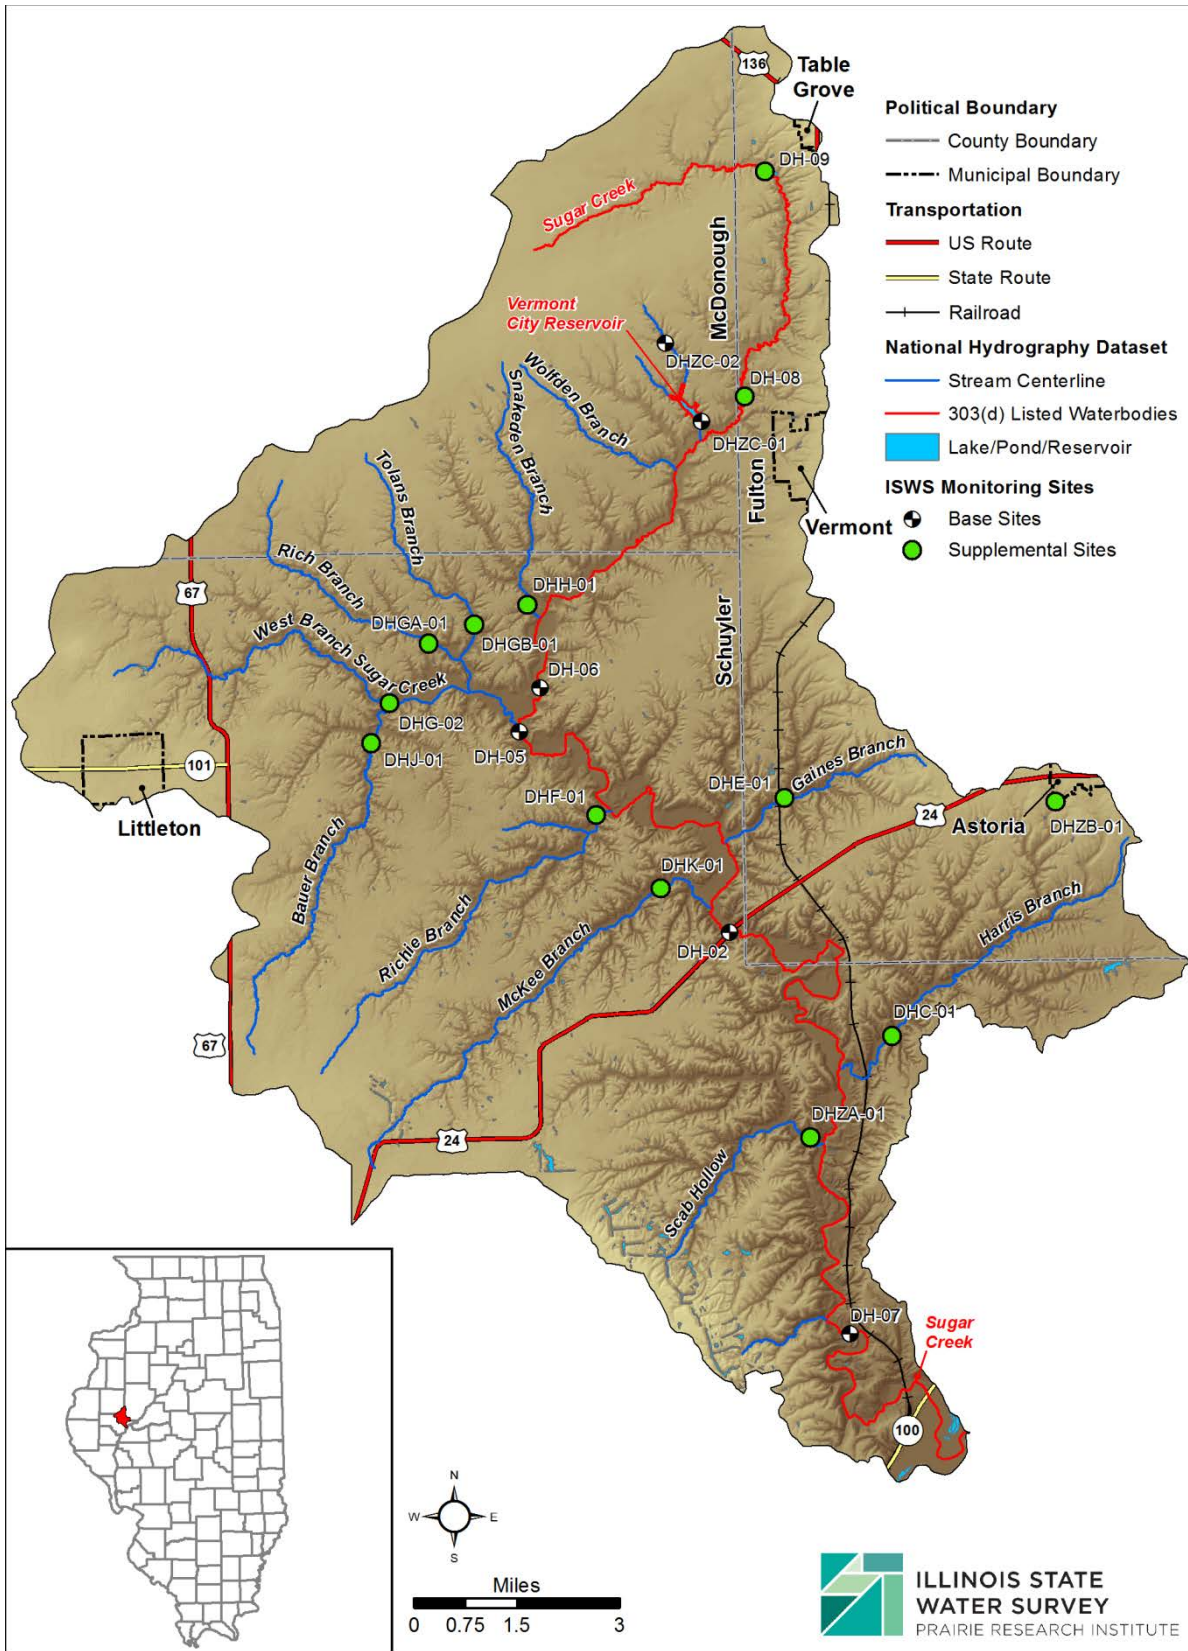 136
Table
Grove
DH-09
Sugar Creek
McDonough
Vermont
City Reservoir
DHZC-02
DH-08
DHZC-01
Wolfden Branch
Snakeden Branch
Tolans Branch
Fulton
Vermont
Rich Branch
67
West Branch Sugar Creek
DHH-01
DHGA-01
DHGB-01
DH-06
Schuyler
DHG-02
DH-05
DHJ-01
101
Littleton
DHE-01
Gaines Branch
DHF-01
24
Astoria
DHZB-01
Bauer Branch
DHK-01
Richie Branch
McKee Branch
DH-02
Harris Branch
67
DHC-01
24
DHZA-01
Scab Hollow
DH-07
Sugar
Creek
100
Political Boundary
County Boundary
Municipal Boundary
Transportation
US Route
State Route
Railroad
National Hydrography Dataset
Stream Centerline
303(d) Listed Waterbodies
Lake/Pond/Reservoir
ISWS Monitoring Sites
Base Sites
Supplemental Sites
N
W E
S
Miles
0 0.75 1.5 3
ILLINOIS STATE
WATER SURVEY
PRAIRIE RESEARCH INSTITUTE